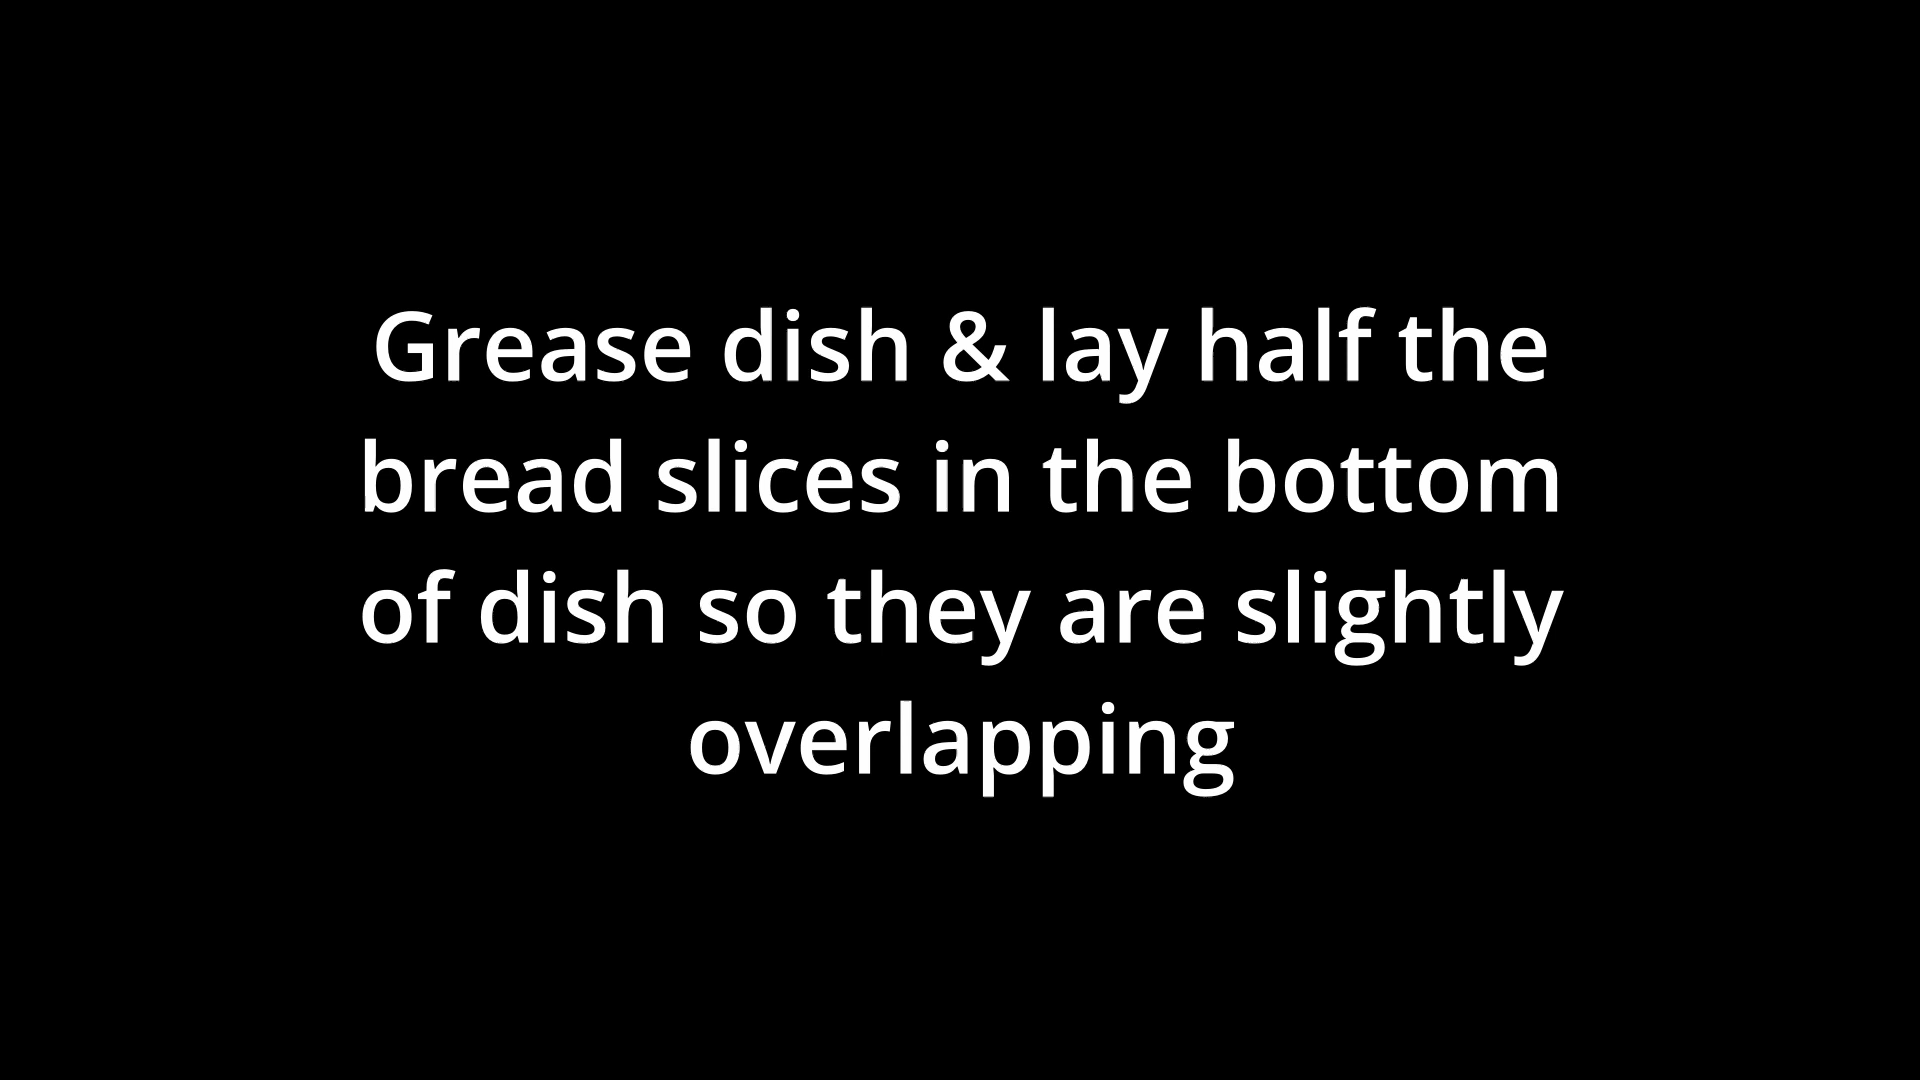 Grease dish & lay half the
bread slices in the bottom
of dish so they are slightly
overlapping